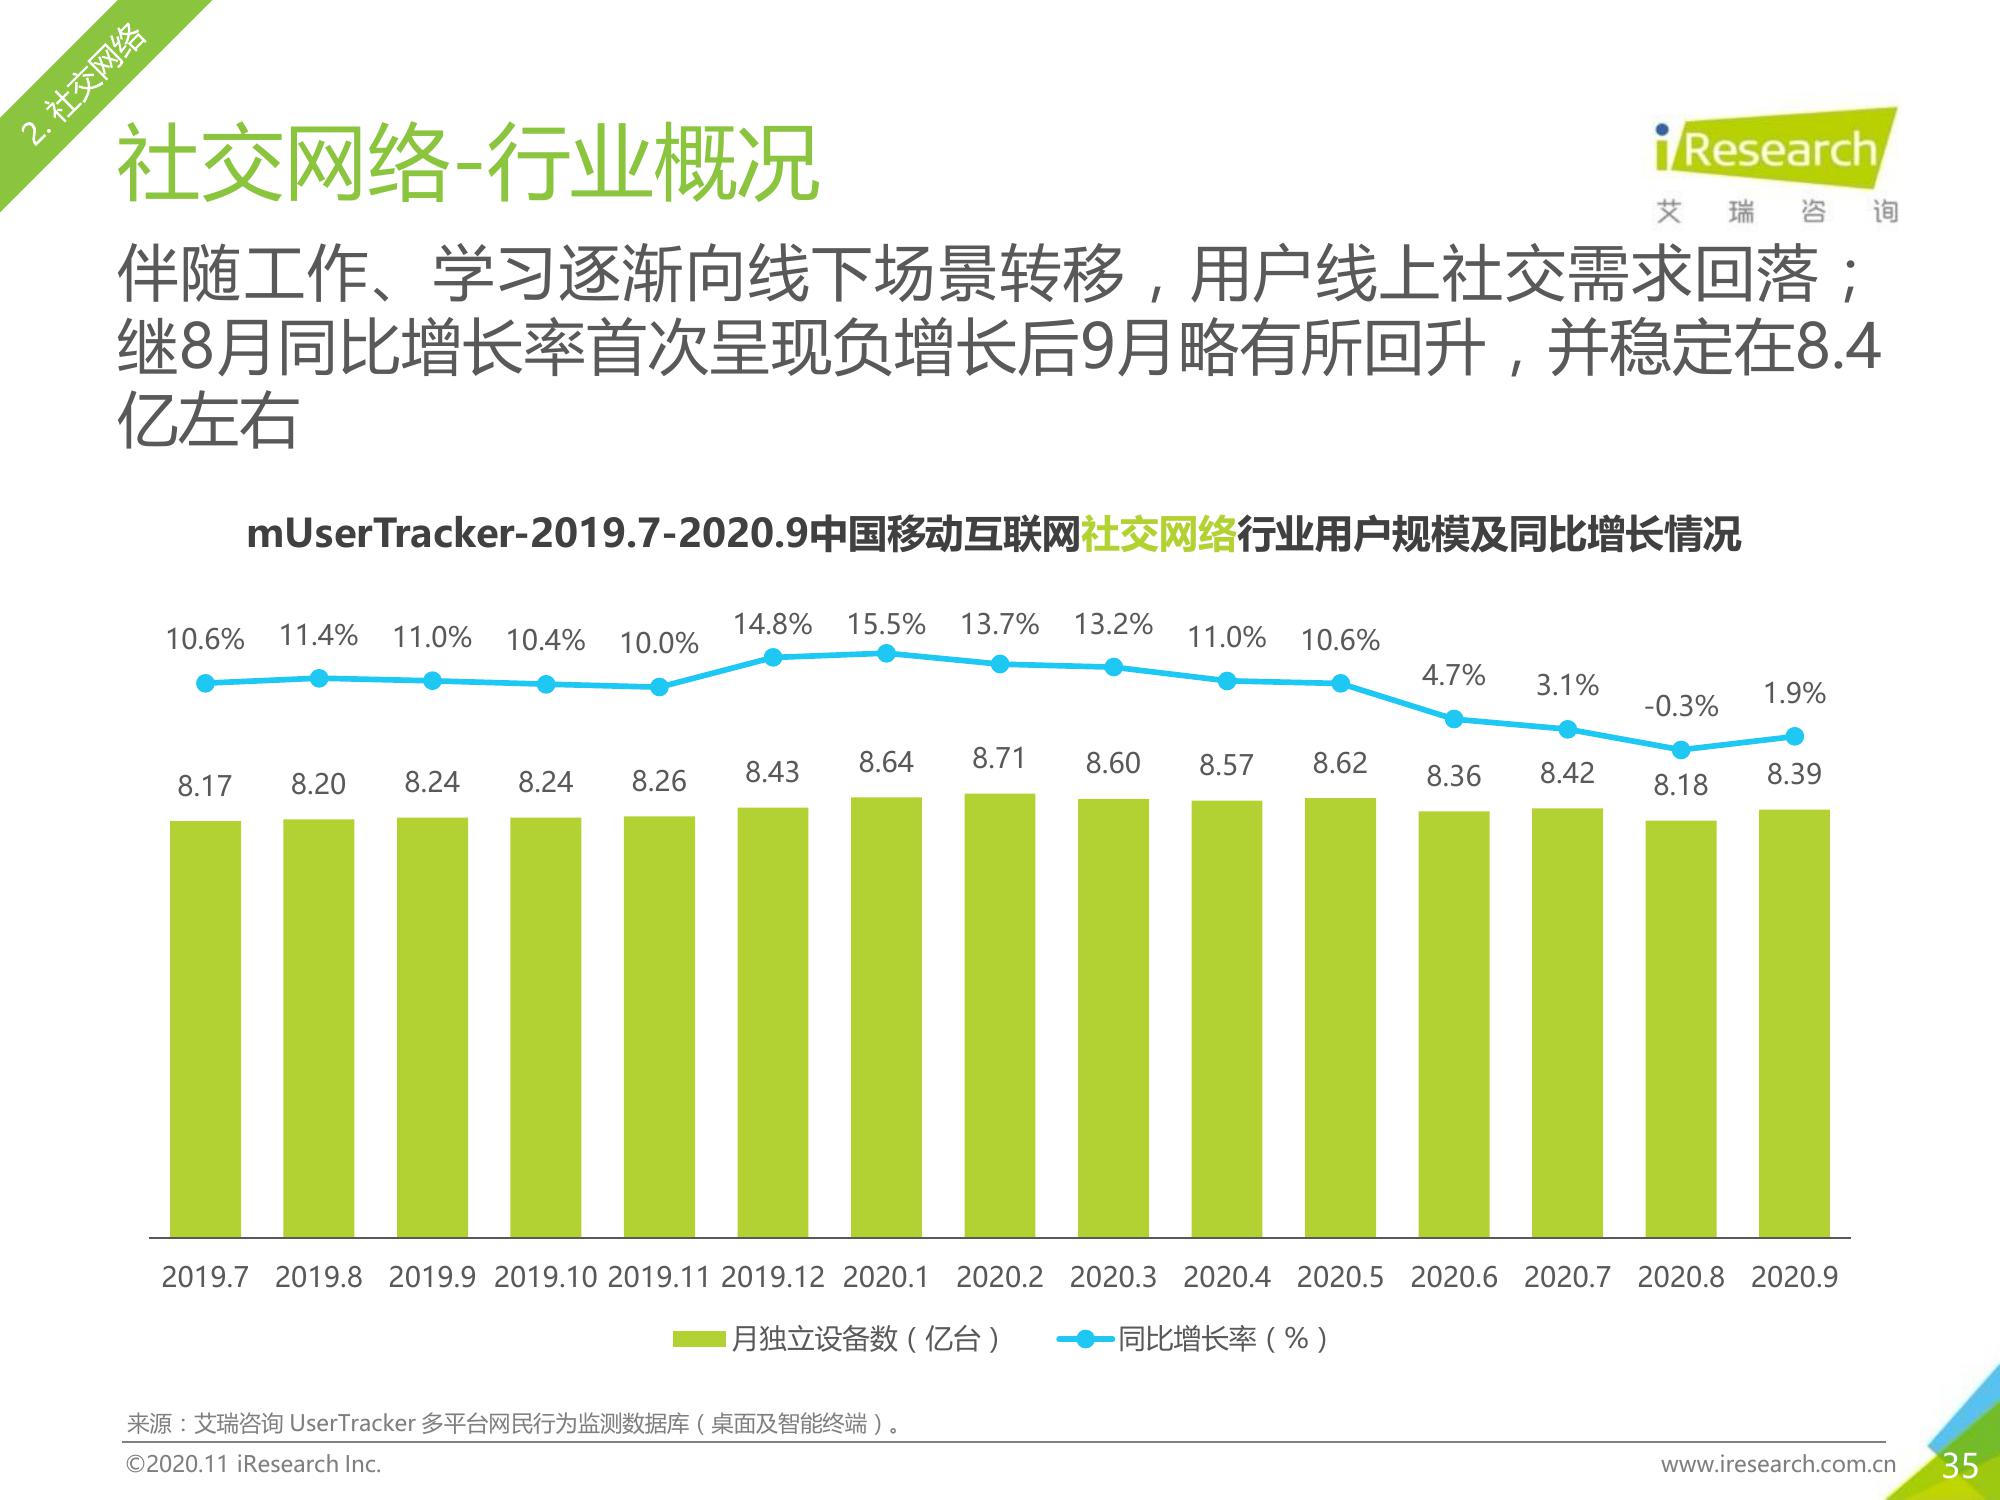 2. 社交网络
社交网络-行业概况
iResearch
艾瑞咨询
伴随工作、学习逐渐向线下场景转移，用户线上社交需求回落；
继8月同比增长率首次呈现负增长后9月略有所回升，并稳定在8.4
亿左右
mUserTracker-2019.7-2020.9中国移动互联网社交网络行业用户规模及同比增长情况
10.6% 11.4% 11.0% 10.4% 10.0% 14.8% 15.5% 13.7% 13.2% 11.0% 10.6% 4.7% 3.1% -0.3% 1.9%
8.17 8.20 8.24 8.24 8.26 8.43 8.64 8.71 8.60 8.57 8.62 8.36 8.42 8.18 8.39
2019.7 2019.8 2019.9 2019.10 2019.11 2019.12 2020.1 2020.2 2020.3 2020.4 2020.5 2020.6 2020.7 2020.8 2020.9
月独立设备数（亿台） 同比增长率（%）
来源：艾瑞咨询 UserTracker 多平台网民行为监测数据库（桌面及智能终端）。
©2020.11 iResearch Inc. www.iresearch.com.cn 35